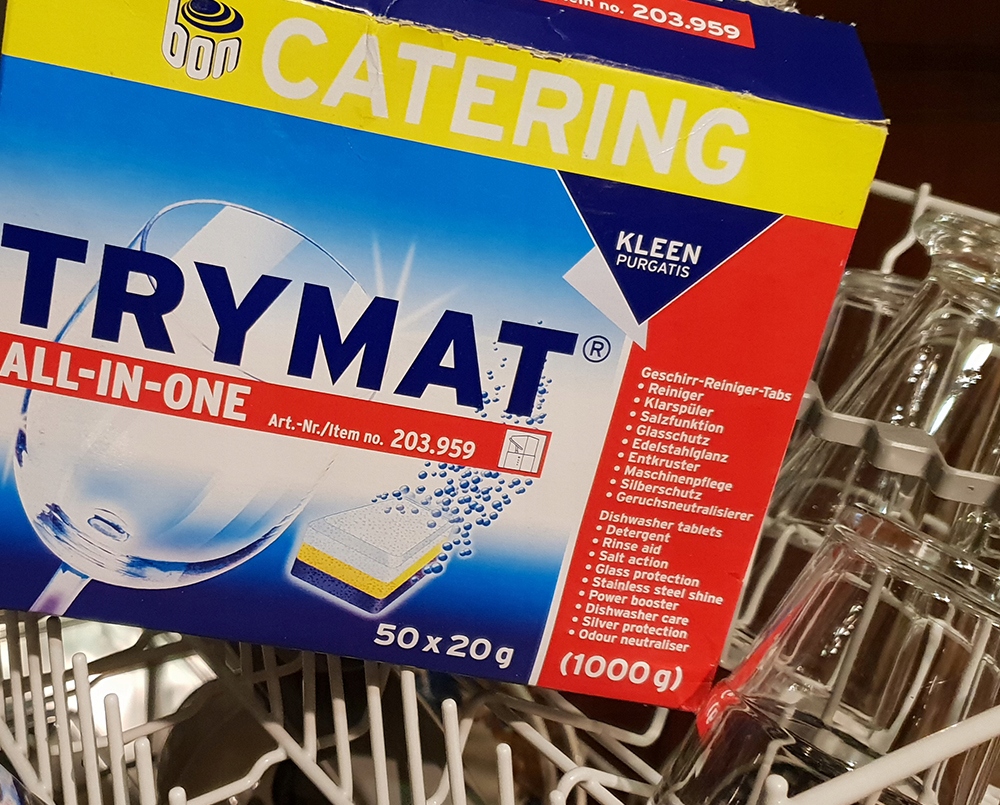 no. 203.959
bon
CATERING
KLEEN
PURGATIS
TRYMAT®
ALL-IN-ONE
Art.-Nr./Item no. 203.959
Geschirr-Reiniger-Tabs
• Reiniger
• Klarspüler
• Salzfunktion
• Glasschutz
• Edelstahlglanz
• Entkruster
• Maschinenpflege
• Silberschutz
• Geruchsneutralisierer
Dishwasher tablets
• Detergent
• Rinse aid
• Salt action
• Glass protection
• Stainless steel shine
• Power booster
• Dishwasher care
• Silver protection
• Odour neutraliser
50 x 20 g
(1000 g)